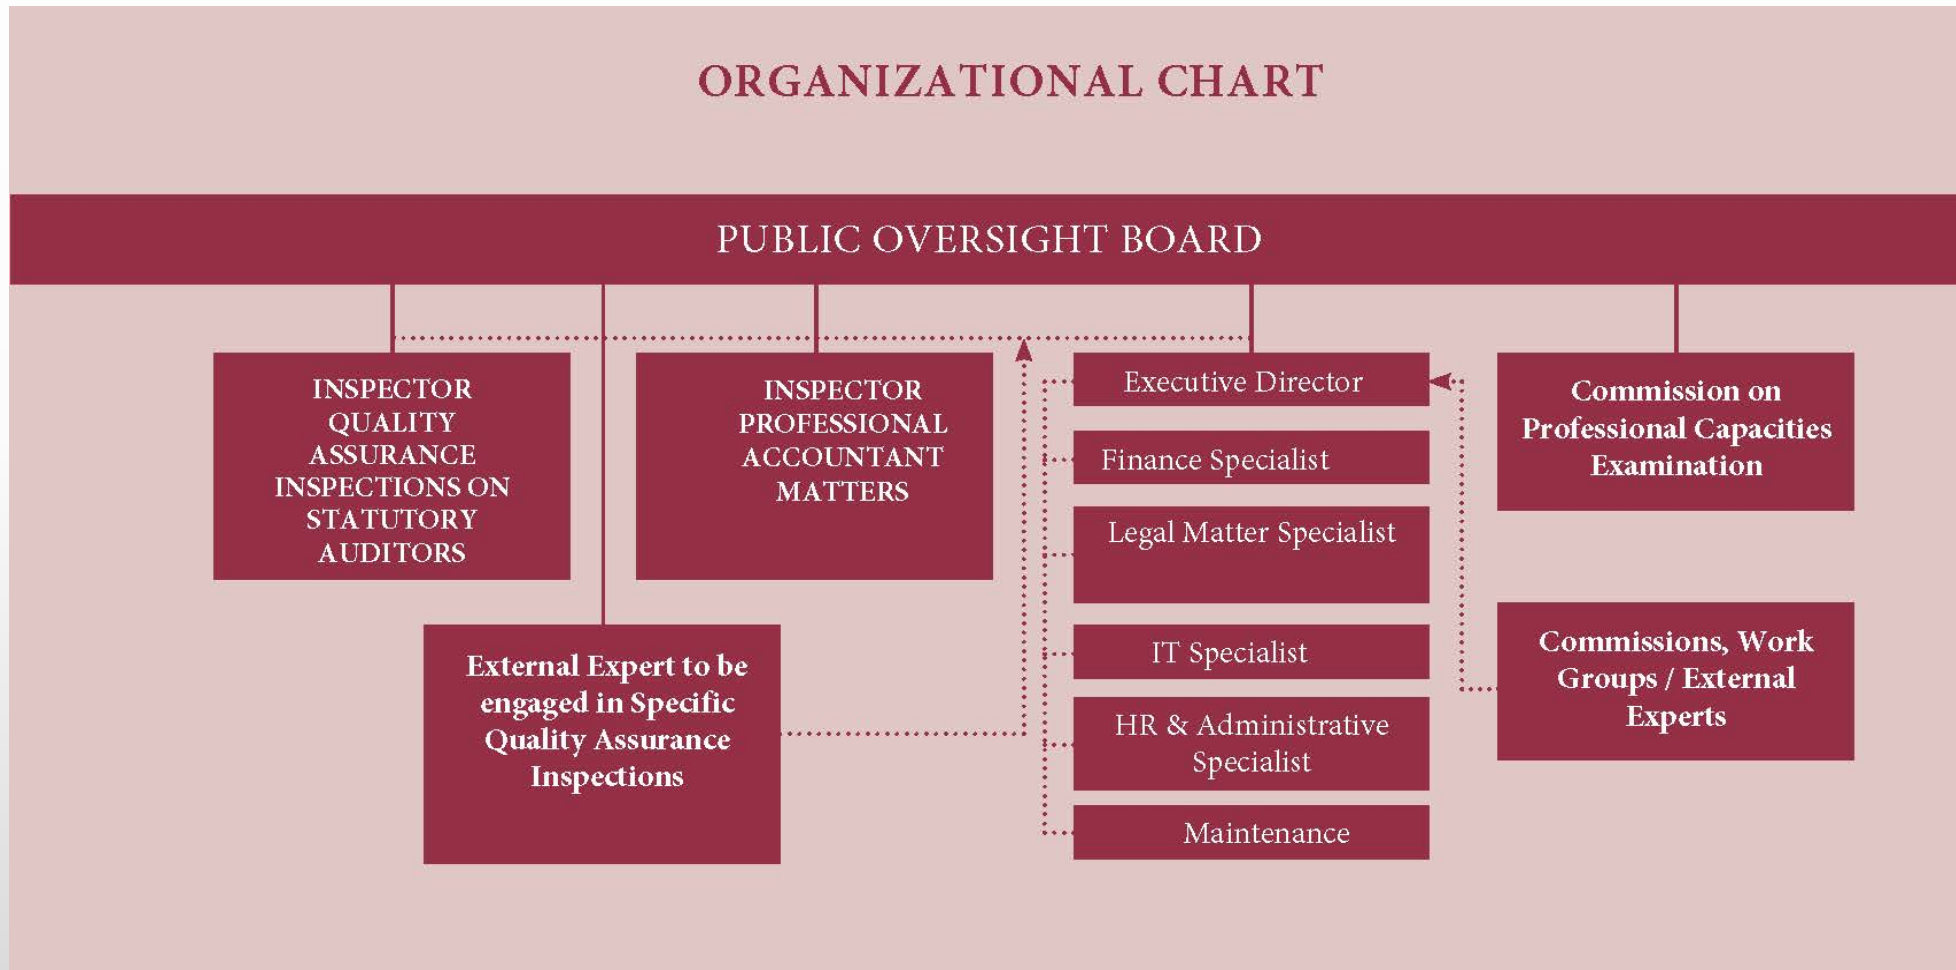 ORGANIZATIONAL CHART
PUBLIC OVERSIGHT BOARD
INSPECTOR
QUALITY
ASSURANCE
INSPECTIONS ON
STATUTORY
AUDITORS
INSPECTOR
PROFESSIONAL
ACCOUNTANT
MATTERS
Executive Director
Finance Specialist
Legal Matter Specialist
IT Specialist
HR & Administrative
Specialist
Maintenance
Commission on
Professional Capacities
Examination
External Expert to be
engaged in Specific
Quality Assurance
Inspections
Commissions, Work
Groups / External
Experts